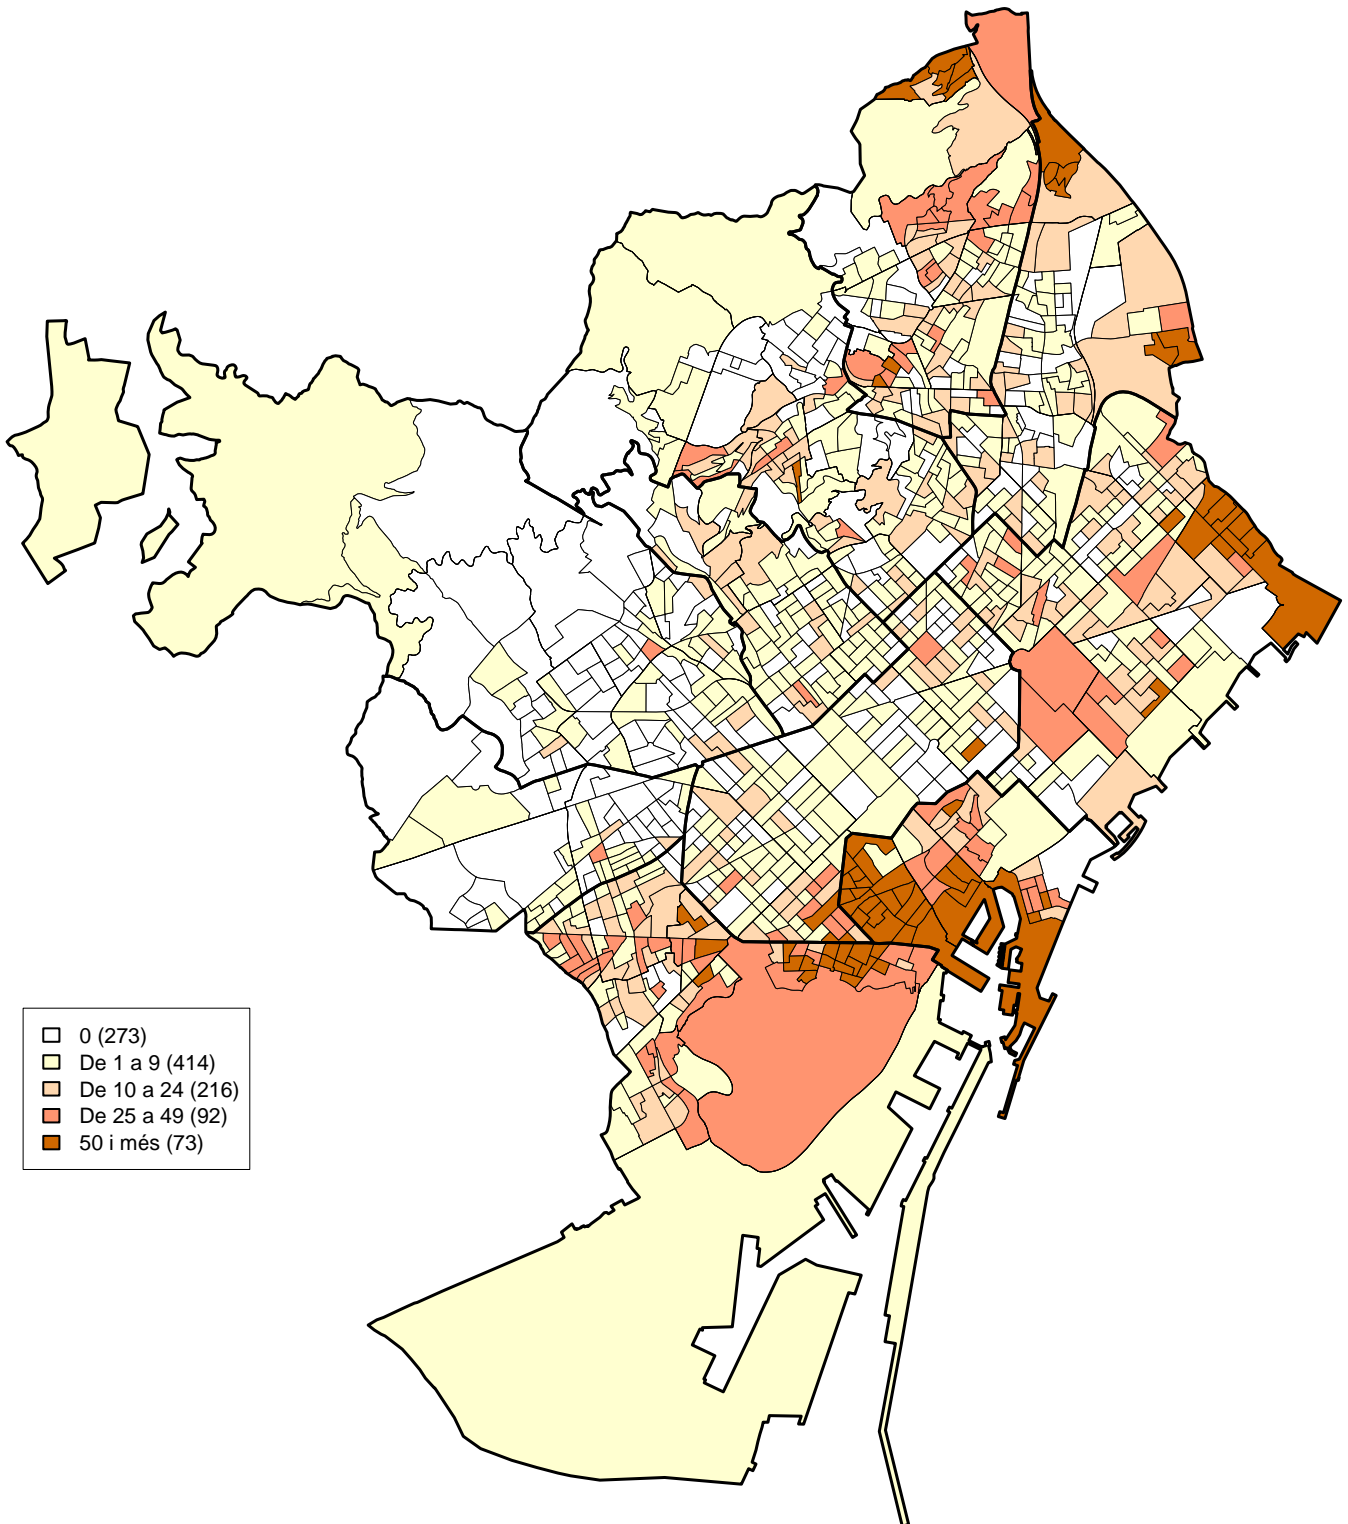 0 (273)
De 1 a 9 (414)
De 10 a 24 (216)
De 25 a 49 (92)
50 i més (73)